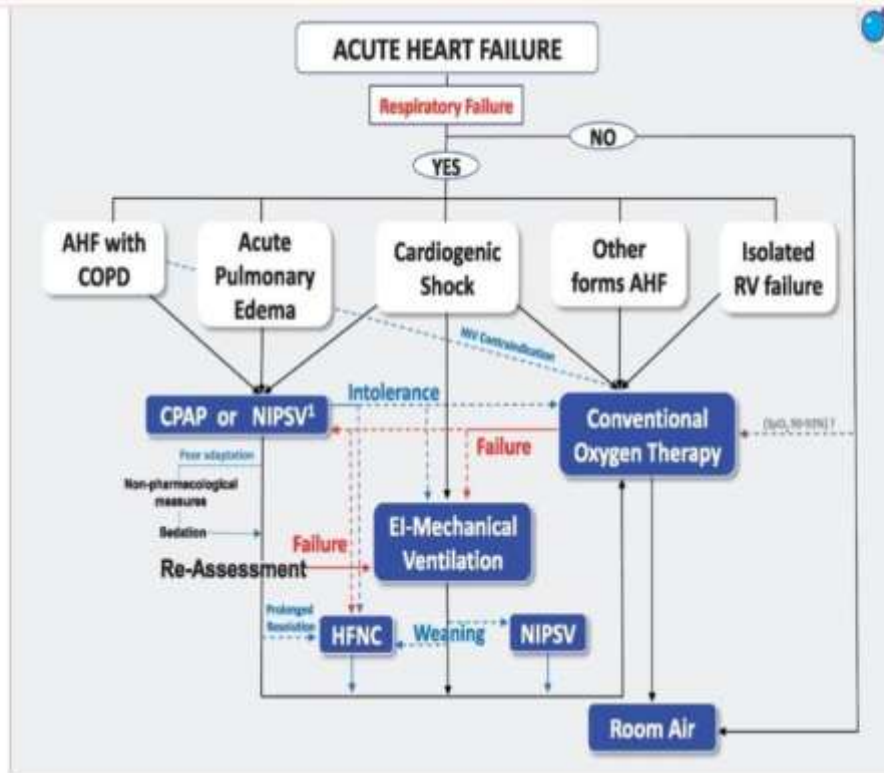 ACUTE HEART FAILURE
Respiratory Failure
NO
YES
AHF with
COPD
Acute
Pulmonary
Edema
Cardiogenic
Shock
Other
forms AHF
Isolated
RV failure
NIV Contraindication
CPAP or NIPSV¹
Intolerance
Conventional
Oxygen Therapy
Failure
Poor adaptation
Non-pharmacological
measures
Sedation
EI-Mechanical
Ventilation
Failure
Re-Assessment
Prolonged
Resolution
HFNC
Weaning
NIPSV
Room Air